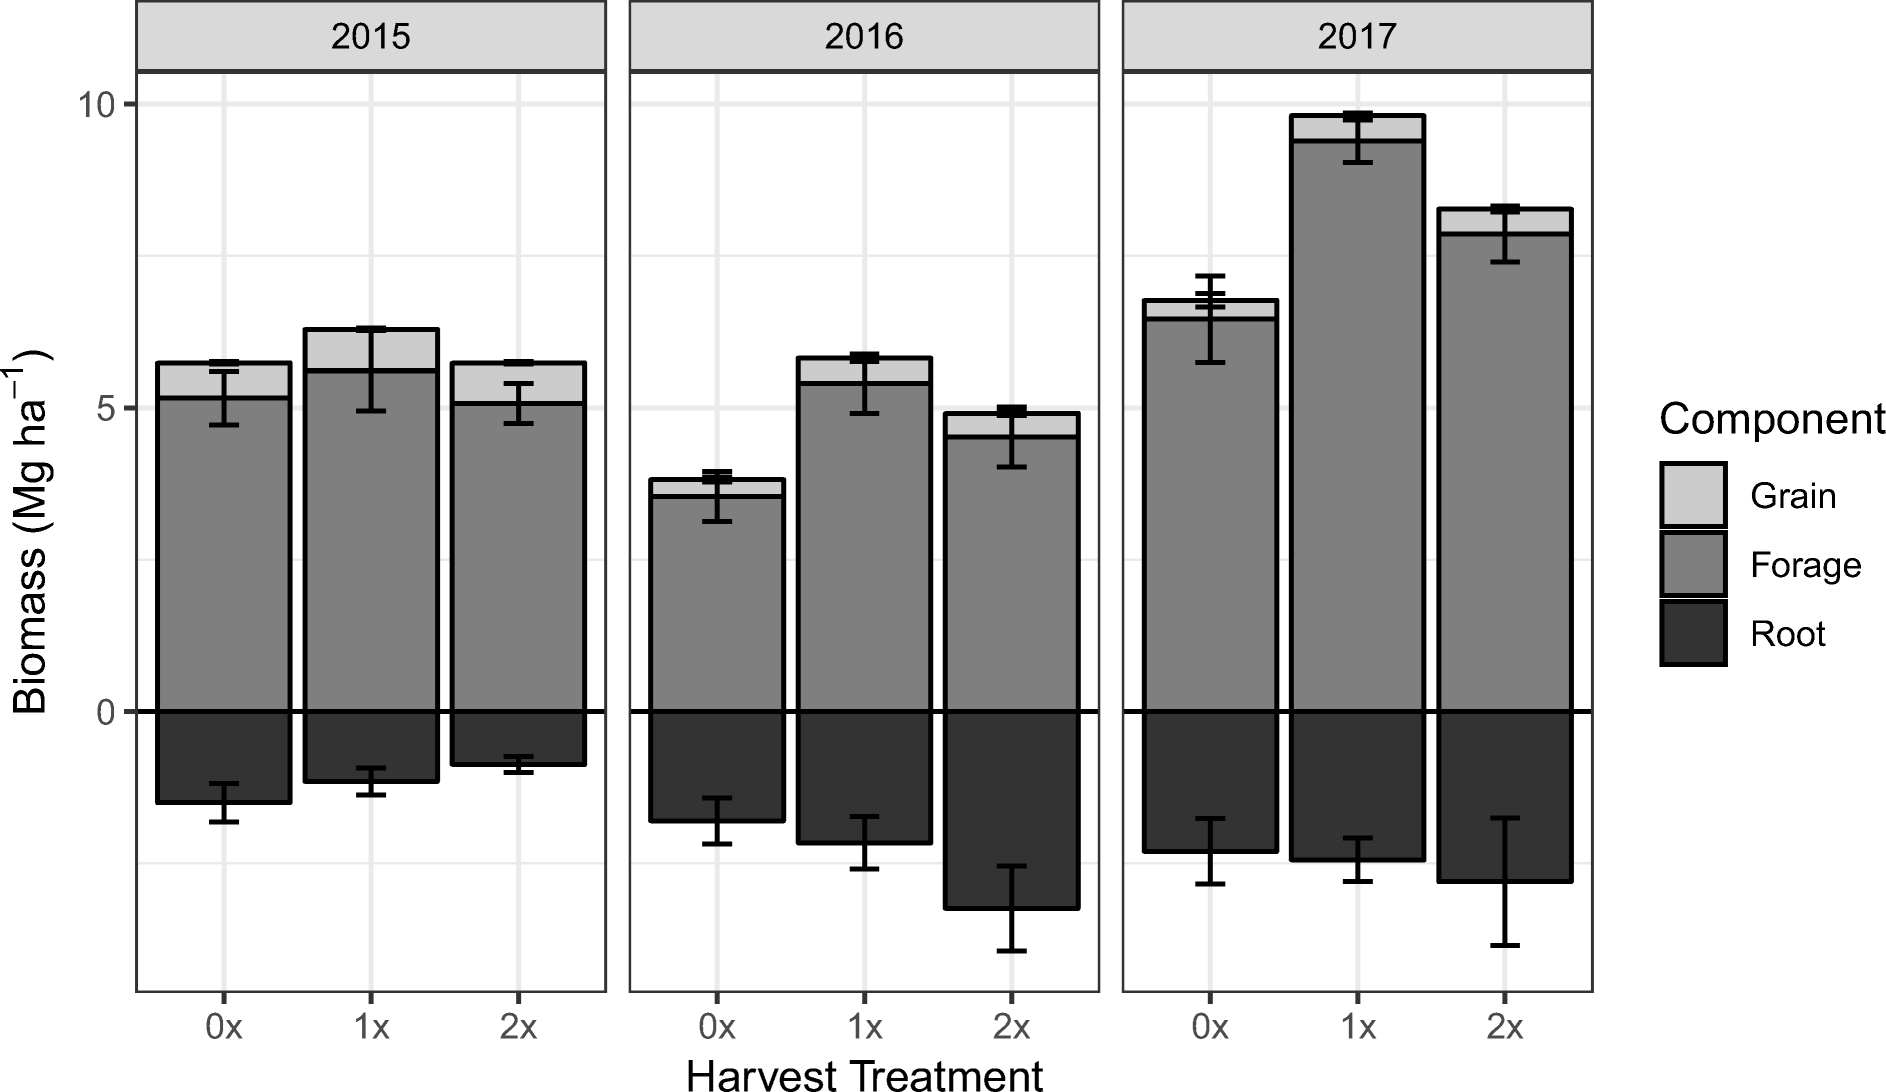 2015
2016
2017
10
5
0
Biomass (Mg ha⁻¹)
0x 1x 2x
0x 1x 2x
0x 1x 2x
Harvest Treatment
Component
Grain
Forage
Root